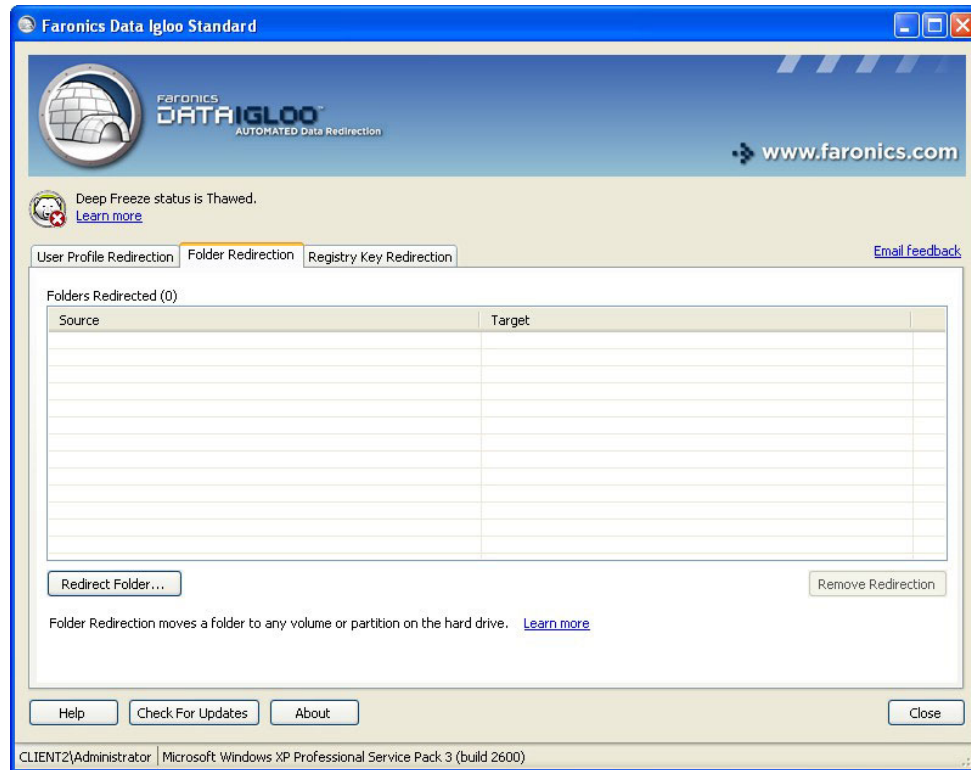 Faronics Data Igloo Standard
FARONICS
DATAIGLOO™
AUTOMATED Data Redirection
www.faronics.com
Deep Freeze status is Thawed.
Learn more
User Profile Redirection Folder Redirection Registry Key Redirection Email feedback
Folders Redirected (0)
Source Target
Redirect Folder... Remove Redirection
Folder Redirection moves a folder to any volume or partition on the hard drive. Learn more
Help Check For Updates About Close
CLIENT2\Administrator Microsoft Windows XP Professional Service Pack 3 (build 2600)